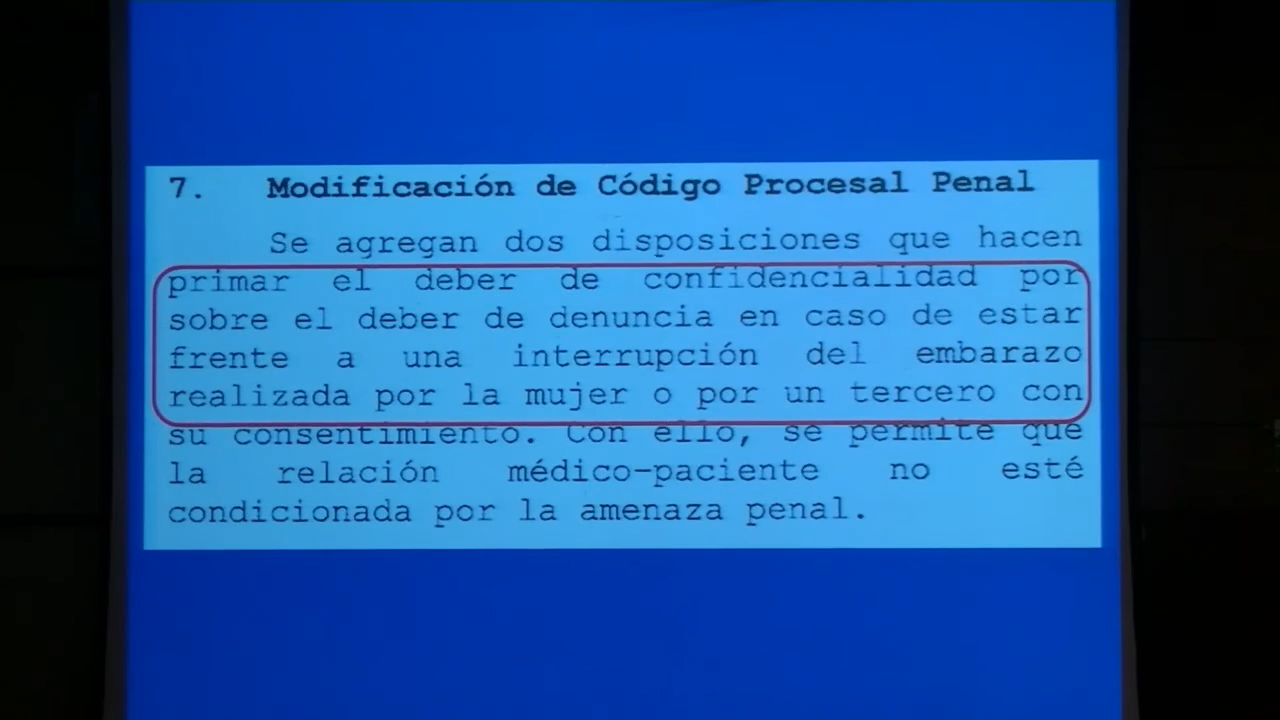 7. Modificación de Código Procesal Penal
Se agregan dos disposiciones que hacen
primar el deber de confidencialidad por
sobre el deber de denuncia en caso de estar
frente a una interrupción del embarazo
realizada por la mujer o por un tercero con
su consentimiento. Con ello, se permite que
la relación médico-paciente no esté
condicionada por la amenaza penal.